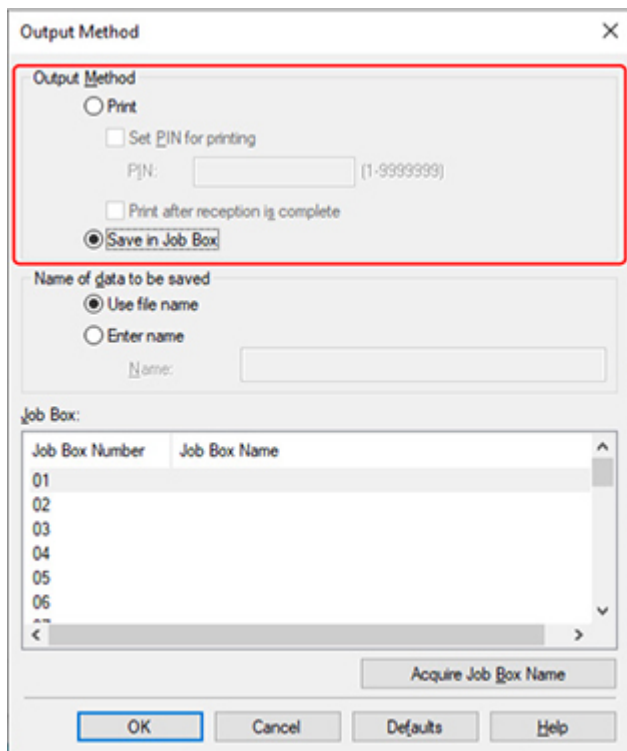 Output Method
Output Method
Print
Set PIN for printing
PIN: (1-9999999)
Print after reception is complete
Save in Job Box
Name of data to be saved
Use file name
Enter name
Name:
Job Box:
Job Box Number Job Box Name
01
02
03
04
05
06
Acquire Job Box Name
OK Cancel Defaults Help